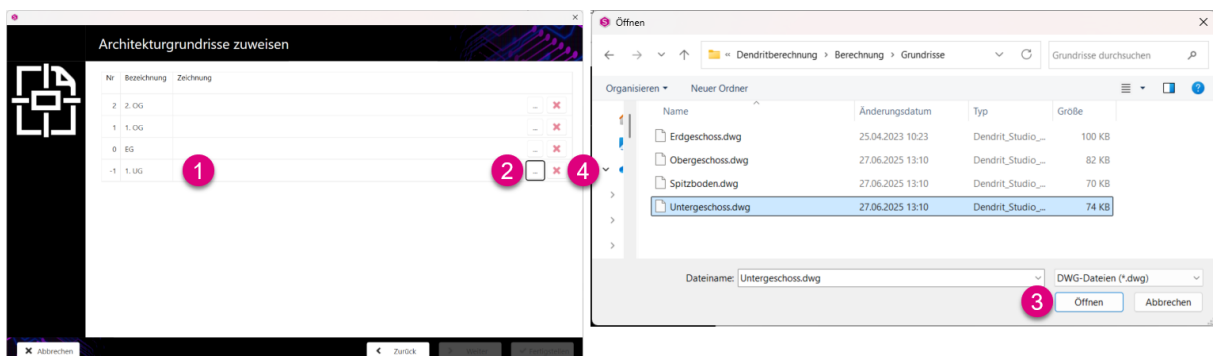 Architekturgrundrisse zuweisen
Nr Bezeichnung Zeichnung
2 2. OG ...
1 1. OG ...
0 EG ...
-1 1. UG ...
1
2
4
Abbrechen
Zurück
Weiter
Fertigstellen
Öffnen
« Dendritberechnung > Berechnung > Grundrisse
Grundrisse durchsuchen
Organisieren
Neuer Ordner
Name Änderungsdatum Typ Größe
Erdgeschoss.dwg 25.04.2023 10:23 Dendrit_Studio_... 100 KB
Obergeschoss.dwg 27.06.2025 13:10 Dendrit_Studio_... 82 KB
Spitzboden.dwg 27.06.2025 13:10 Dendrit_Studio_... 70 KB
Untergeschoss.dwg 27.06.2025 13:10 Dendrit_Studio_... 74 KB
Dateiname: Untergeschoss.dwg DWG-Dateien (*.dwg)
3
Öffnen
Abbrechen